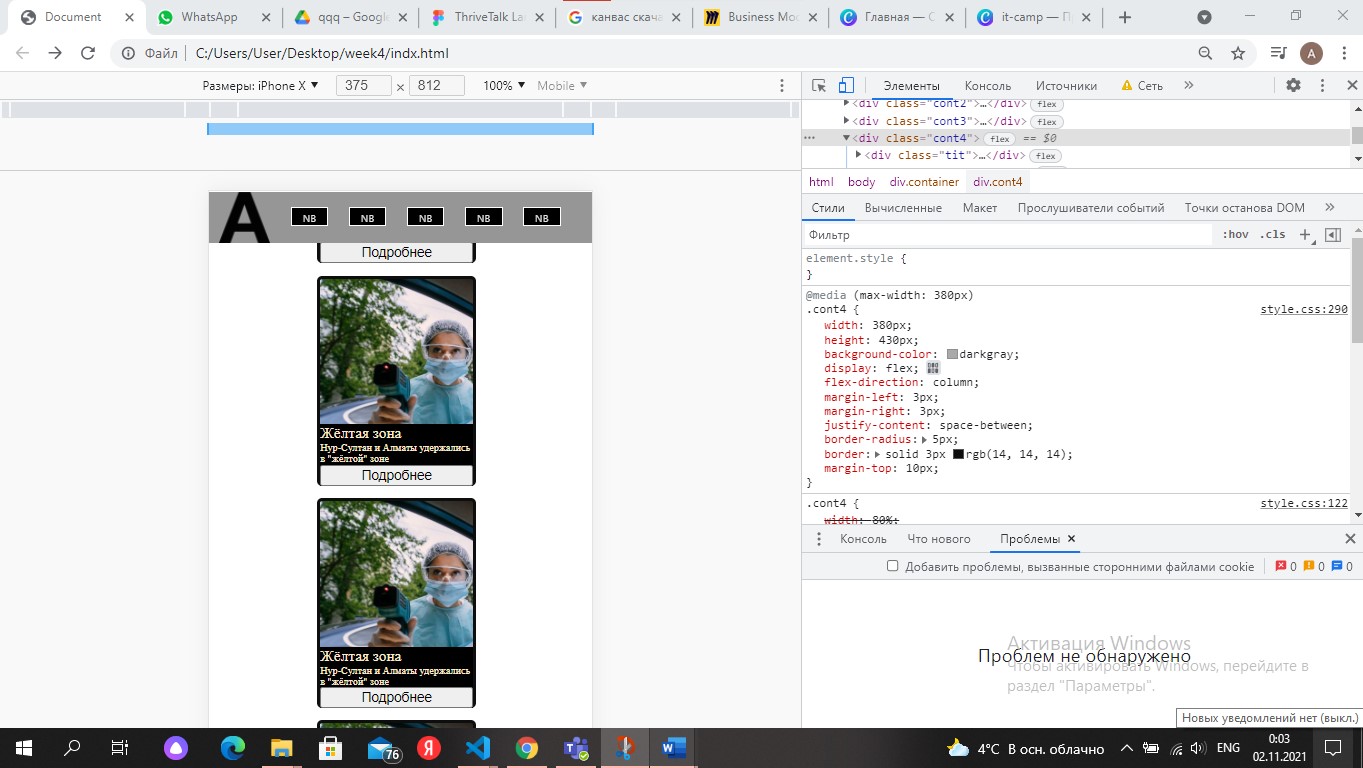 Document
WhatsApp
qqq – Google
ThriveTalk La
канвас скача
Business Mo
Главная — С
it-camp — П
Файл C:/Users/User/Desktop/week4/indx.html
A
Размеры: iPhone X ▼ 375 × 812 100% ▼ Mobile ▼
Элементы Консоль Источники Сеть »
<div class="cont2">…</div> flex
<div class="cont3">…</div> flex
… <div class="cont4"> flex == $0
<div class="tit">…</div> flex
html body div.container div.cont4
Стили Вычисленные Макет Прослушиватели событий Точки останова DOM »
Фильтр :hov .cls +
element.style {
}
@media (max-width: 380px)
.cont4 { style.css:290
width: 380px;
height: 430px;
background-color: darkgray;
display: flex;
flex-direction: column;
margin-left: 3px;
margin-right: 3px;
justify-content: space-between;
border-radius: 5px;
border: solid 3px rgb(14, 14, 14);
margin-top: 10px;
}
.cont4 { style.css:122
width: 80%;
A NB NB NB NB NB
Подробнее
Жёлтая зона
Нур-Султан и Алматы удержались
в "жёлтой" зоне
Подробнее
Жёлтая зона
Нур-Султан и Алматы удержались
в "жёлтой" зоне
Подробнее
Консоль Что нового Проблемы ×
Добавить проблемы, вызванные сторонними файлами cookie 0 0 0
Проблем не обнаружено
Активация Windows
Чтобы активировать Windows, перейдите в
раздел "Параметры".
Новых уведомлений нет (выкл.)
76
Я
4°C В осн. облачно
ENG
0:03
02.11.2021